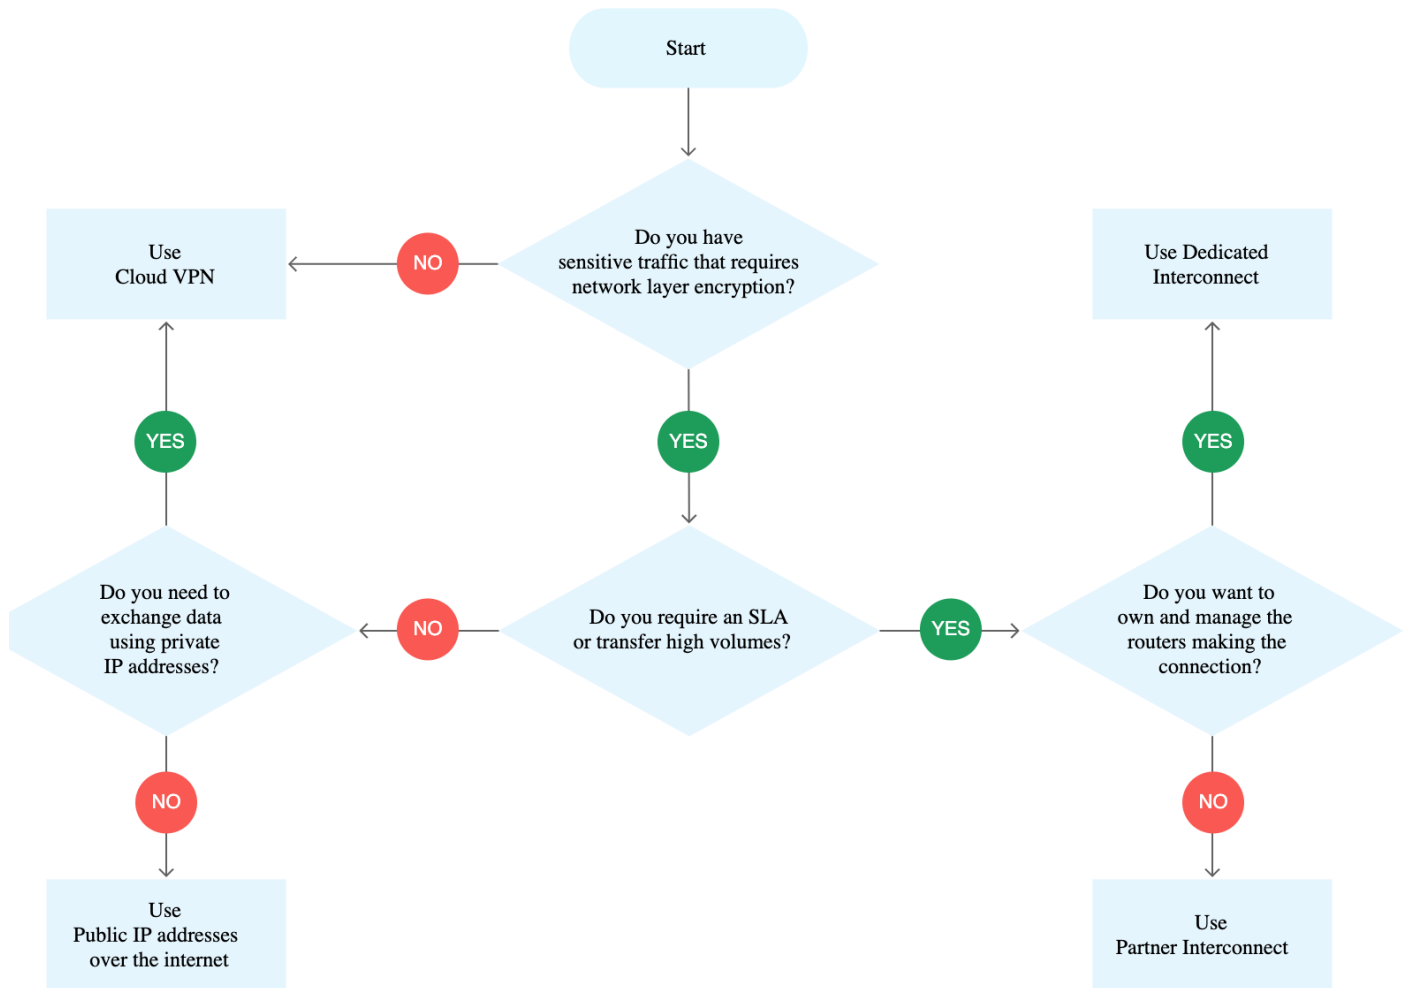 Start
Do you have
sensitive traffic that requires
network layer encryption?
NO
Use
Cloud VPN
Use Dedicated
Interconnect
YES
YES
YES
Do you need to
exchange data
using private
IP addresses?
NO
Do you require an SLA
or transfer high volumes?
YES
Do you want to
own and manage the
routers making the
connection?
NO
NO
Use
Public IP addresses
over the internet
Use
Partner Interconnect